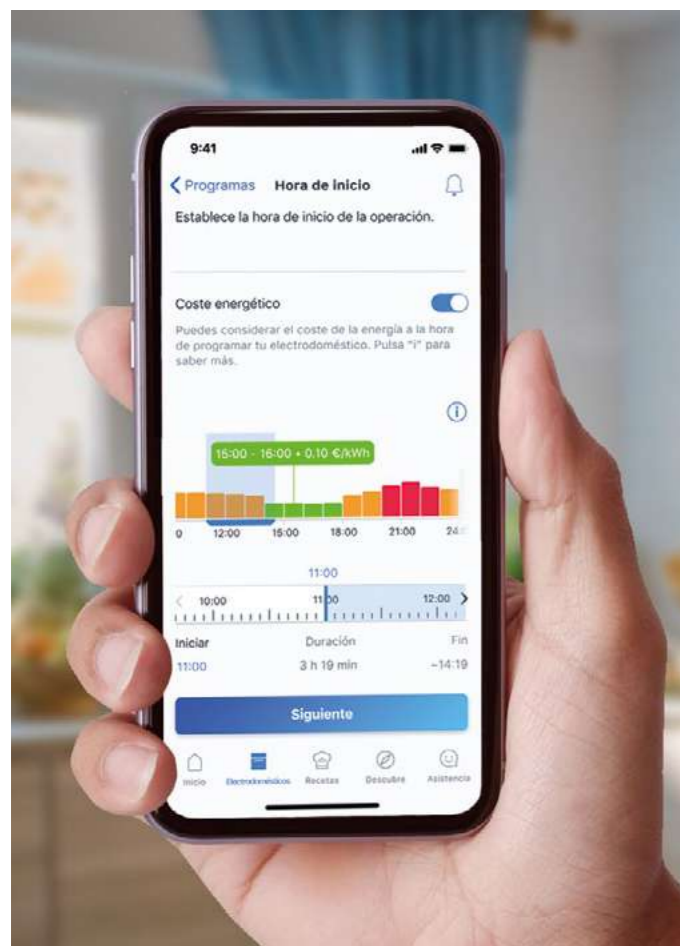 9:41
Programas Hora de inicio
Establece la hora de inicio de la operación.
Coste energético
Puedes considerar el coste de la energía a la hora
de programar tu electrodoméstico. Pulsa "i" para
saber más.
i
15:00 - 16:00 • 0.10 €/kWh
0 12:00 15:00 18:00 21:00 24:
11:00
10:00 11:00 12:00
Iniciar Duración Fin
11:00 3 h 19 min ~14:19
Siguiente
Inicio Electrodomésticos Recetas Descubre Asistencia